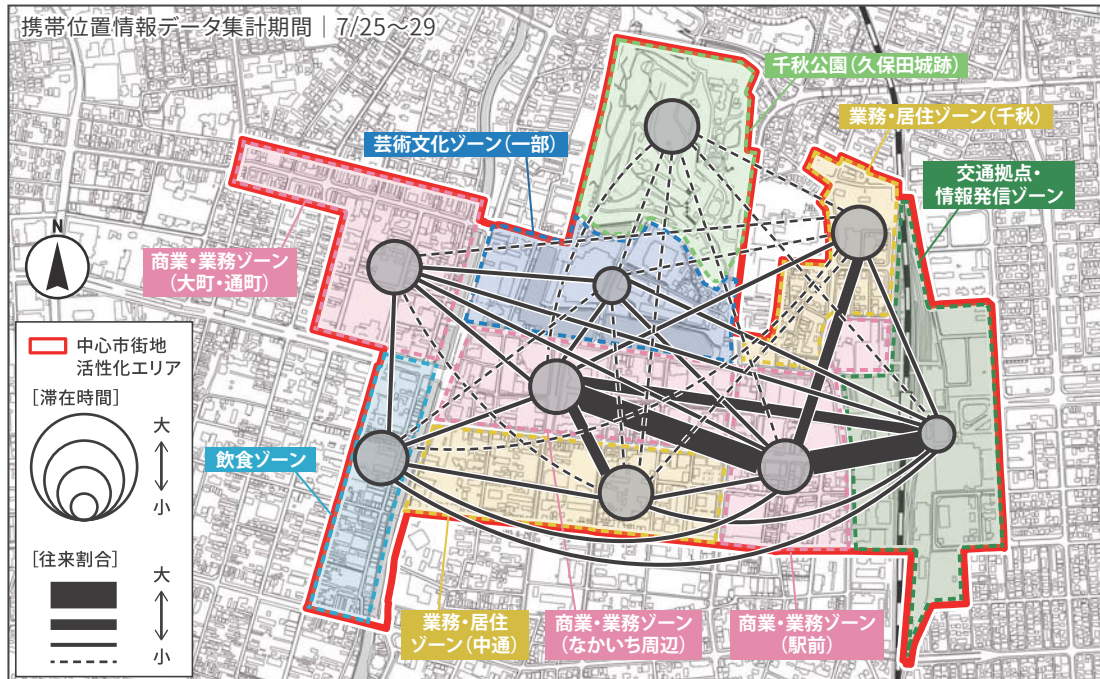 携帯位置情報データ集計期間｜7/25～29
千秋公園(久保田城跡)
業務・居住ゾーン(千秋)
芸術文化ゾーン(一部)
交通拠点・
情報発信ゾーン
N
商業・業務ゾーン
(大町・通町)
中心市街地
活性化エリア
[滞在時間]
大
小
飲食ゾーン
[往来割合]
大
小
業務・居住
ゾーン(中通)
商業・業務ゾーン
(なかいち周辺)
商業・業務ゾーン
(駅前)